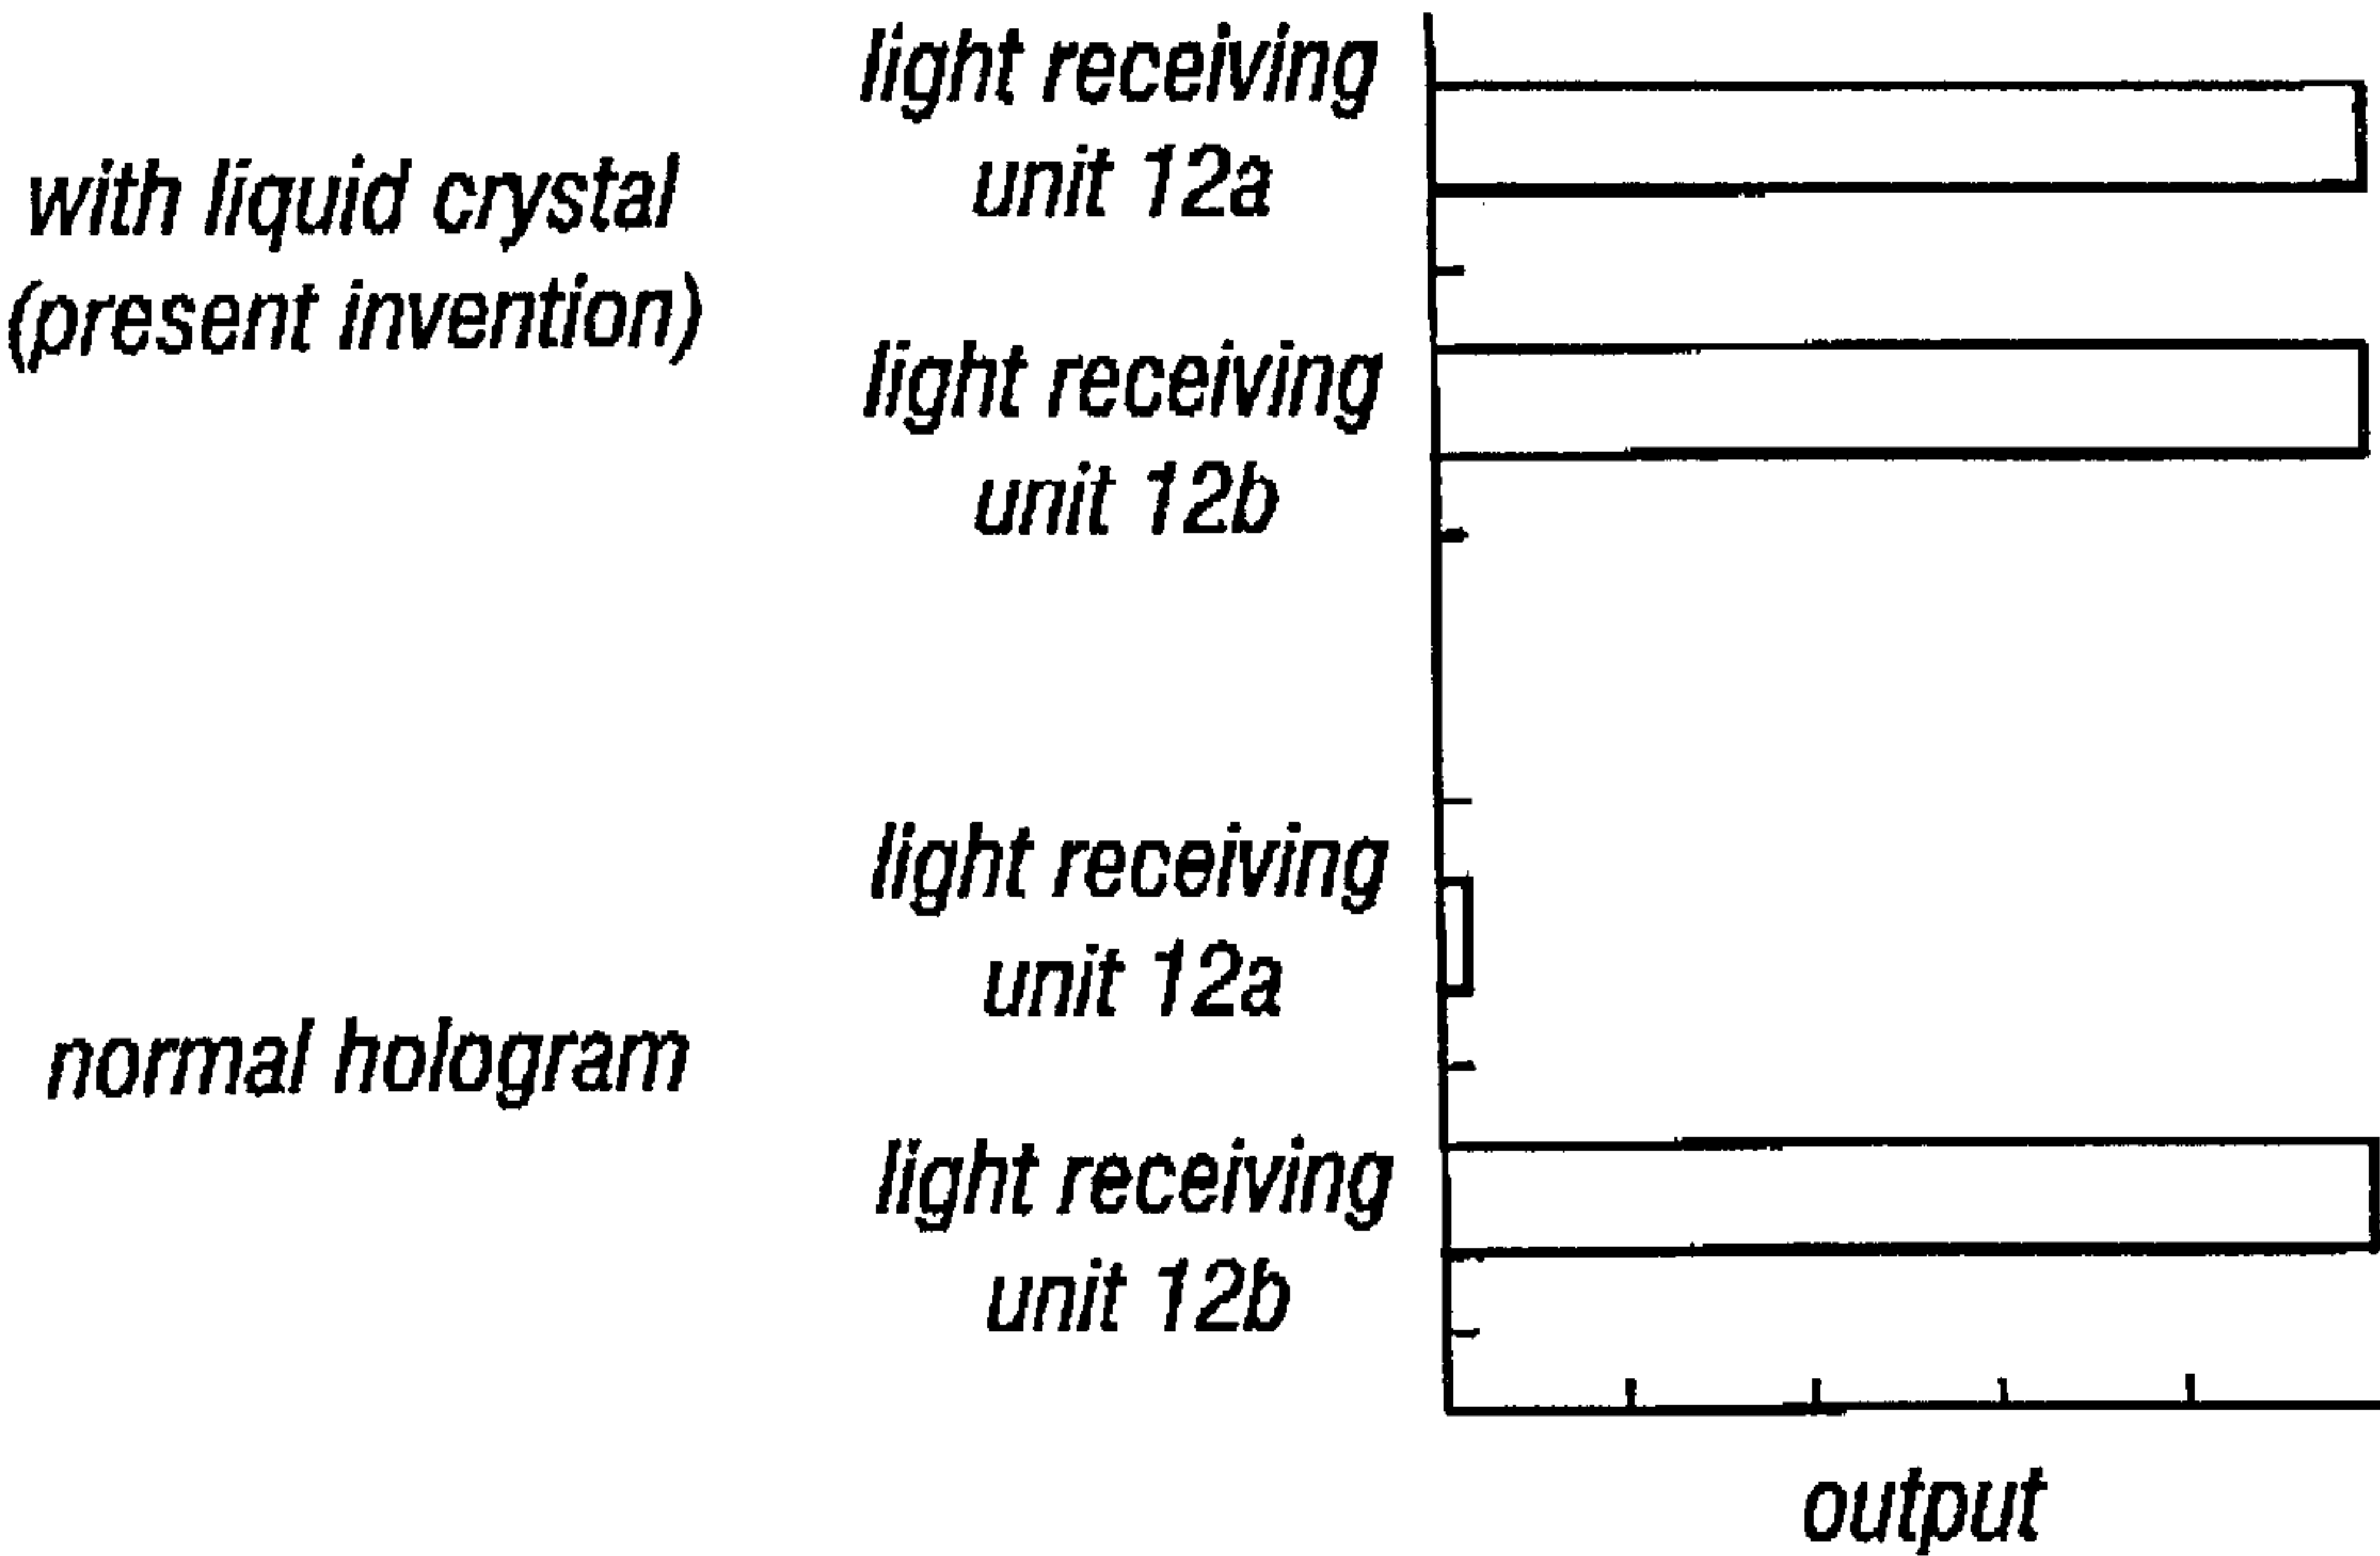 with liquid crystal
(present invention)
light receiving
unit 12a
light receiving
unit 12b
normal hologram
light receiving
unit 12a
light receiving
unit 12b
output